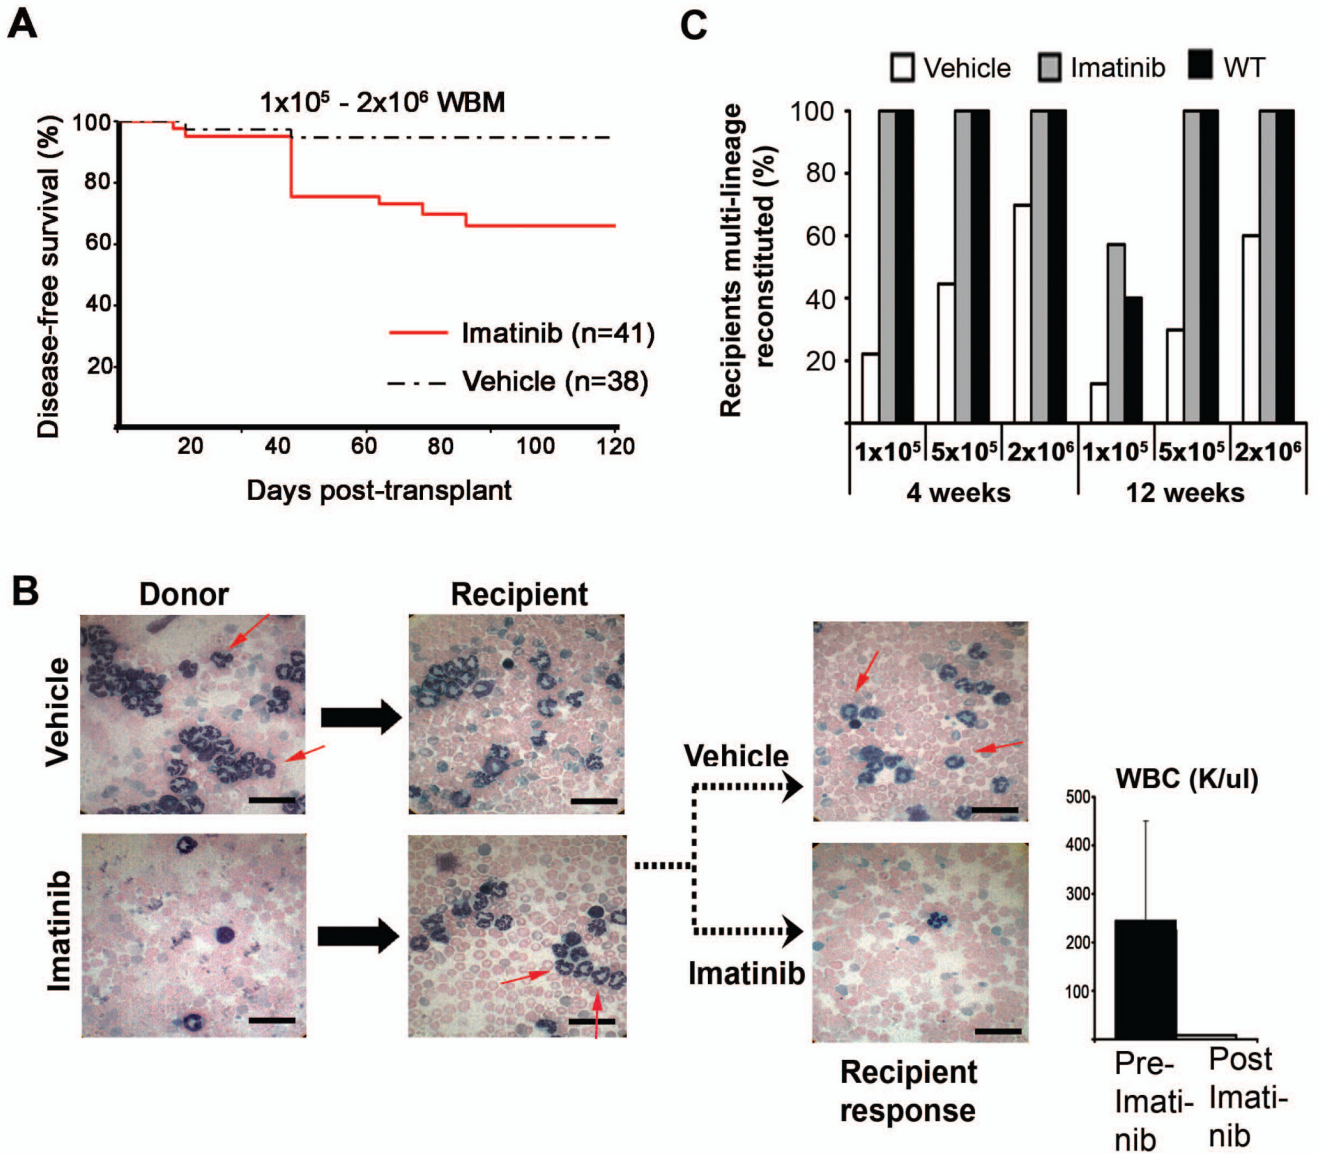 A
1x10⁵ - 2x10⁶ WBM
Disease-free survival (%)
100
80
60
40
20
Imatinib (n=41)
Vehicle (n=38)
20 40 60 80 100 120
Days post-transplant
C
Vehicle Imatinib WT
Recipients multi-lineage
reconstituted (%)
100
80
60
40
20
1x10⁵ 5x10⁵ 2x10⁶ 1x10⁵ 5x10⁵ 2x10⁶
4 weeks 12 weeks
B
Donor Recipient
Vehicle
Imatinib
Vehicle
Imatinib
Recipient
response
WBC (K/ul)
500
400
300
200
100
Pre-
Imati-
nib
Post
Imati-
nib